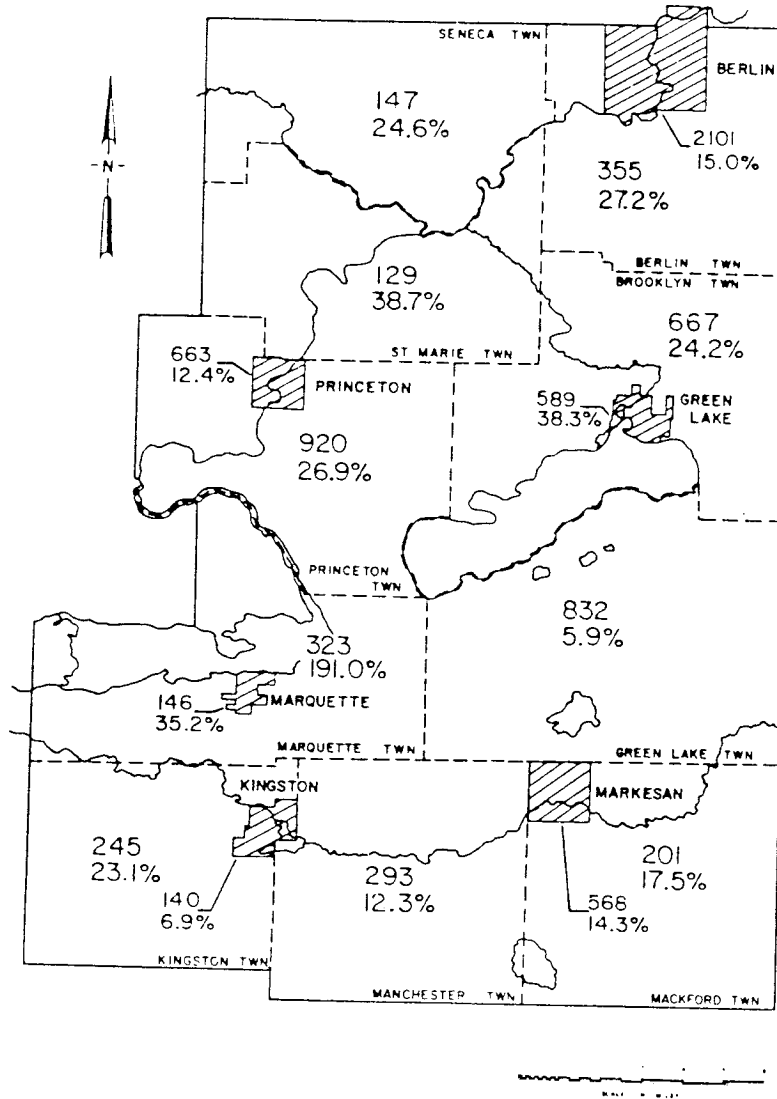 SENECA TWN
BERLIN
147
24.6%
2101
15.0%
355
27.2%
-N-
BERLIN TWN
BROOKLYN TWN
129
38.7%
667
24.2%
ST MARIE TWN
663
12.4%
PRINCETON
589
38.3%
GREEN
LAKE
920
26.9%
PRINCETON
TWN
832
5.9%
323
191.0%
146
35.2%
MARQUETTE
MARQUETTE TWN
GREEN LAKE TWN
KINGSTON
MARKESAN
245
23.1%
201
17.5%
293
12.3%
140
6.9%
568
14.3%
KINGSTON TWN
MANCHESTER TWN
MACKFORD TWN